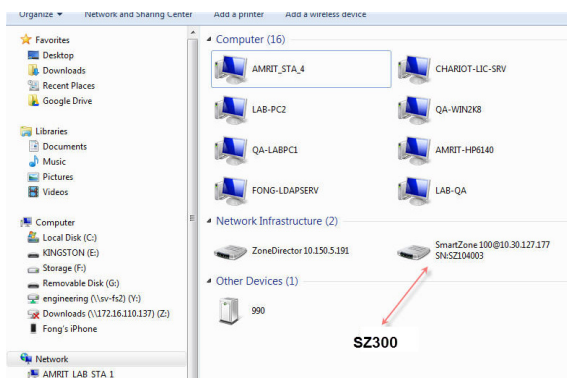 Organize Network and Sharing Center Add a printer Add a wireless device
Favorites
Desktop
Downloads
Recent Places
Google Drive
Libraries
Documents
Music
Pictures
Videos
Computer
Local Disk (C:)
KINGSTON (E:)
Storage (F:)
Removable Disk (G:)
engineering (\\sv-fs2) (Y:)
Downloads (\\172.16.110.137) (Z:)
Fong's iPhone
Network
AMRIT_LAB_STA_1
Computer (16)
AMRIT_STA_4
CHARIOT-LIC-SRV
LAB-PC2
QA-WIN2K8
QA-LABPC1
AMRIT-HP6140
FONG-LDAPSERV
LAB-QA
Network Infrastructure (2)
ZoneDirector 10.150.5.191
SmartZone 100@10.30.127.177
SN:SZ104003
Other Devices (1)
990
SZ300